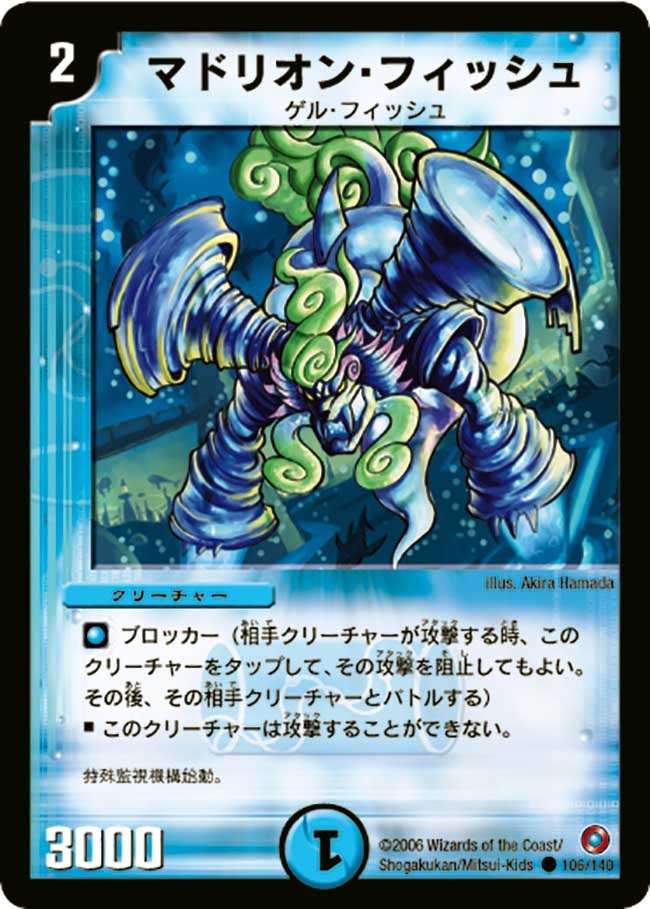 2
マドリオン・フィッシュ
ゲル・フィッシュ
illus. Akira Hamada
クリーチャー
ブロッカー（相手クリーチャーが攻撃する時、この
クリーチャーをタップして、その攻撃を阻止してもよい。
その後、その相手クリーチャーとバトルする）
■ このクリーチャーは攻撃することができない。
特殊監視機構始動。
3000
1
©2006 Wizards of the Coast/
Shogakukan/Mitsui-Kids ● 106/140